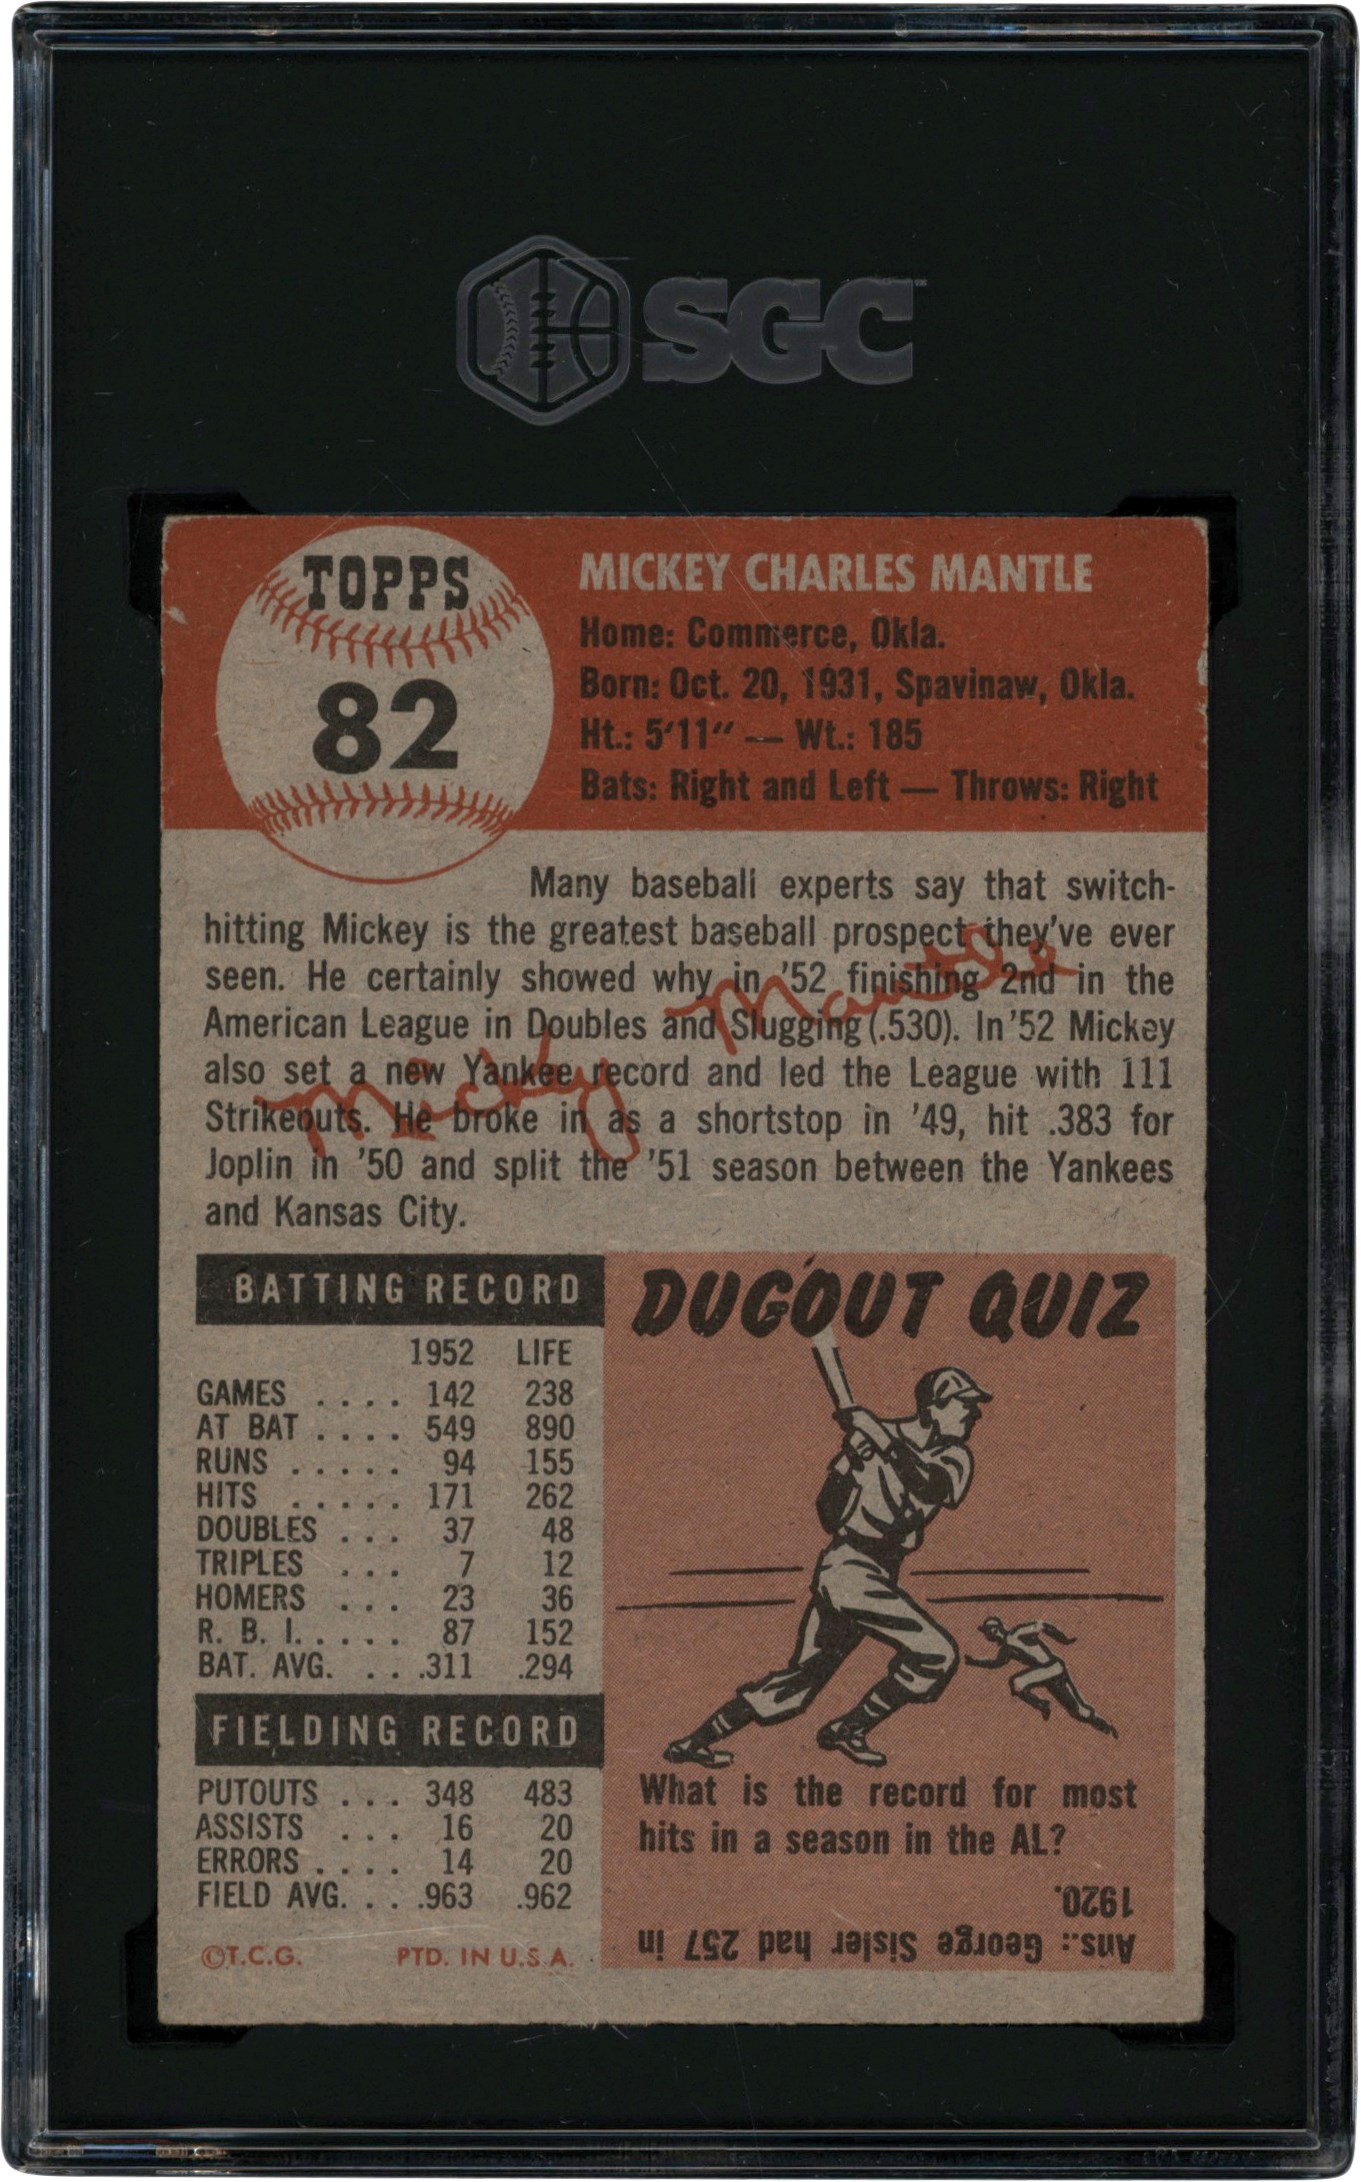 SGC
TOPPS
82
MICKEY CHARLES MANTLE
Home: Commerce, Okla.
Born: Oct. 20, 1931, Spavinaw, Okla.
Ht.: 5'11" — Wt.: 185
Bats: Right and Left — Throws: Right
Many baseball experts say that switch-
hitting Mickey is the greatest baseball prospect they've ever
seen. He certainly showed why in '52 finishing 2nd in the
American League in Doubles and Slugging (.530). In '52 Mickey
also set a new Yankee record and led the League with 111
Strikeouts. He broke in as a shortstop in '49, hit .383 for
Joplin in '50 and split the '51 season between the Yankees
and Kansas City.
Micky Mantle
BATTING RECORD
1952 LIFE
GAMES . . . . 142 238
AT BAT . . . . 549 890
RUNS . . . . . 94 155
HITS . . . . . 171 262
DOUBLES . . . 37 48
TRIPLES . . . 7 12
HOMERS . . . 23 36
R. B. I. . . . . 87 152
BAT. AVG. . . .311 .294
FIELDING RECORD
PUTOUTS . . . 348 483
ASSISTS . . . 16 20
ERRORS . . . . 14 20
FIELD AVG. . . .963 .962
©T.C.G. PTD. IN U.S.A.
DUGOUT QUIZ
What is the record for most
hits in a season in the AL?
Ans.: George Sisler had 257 in
1920.